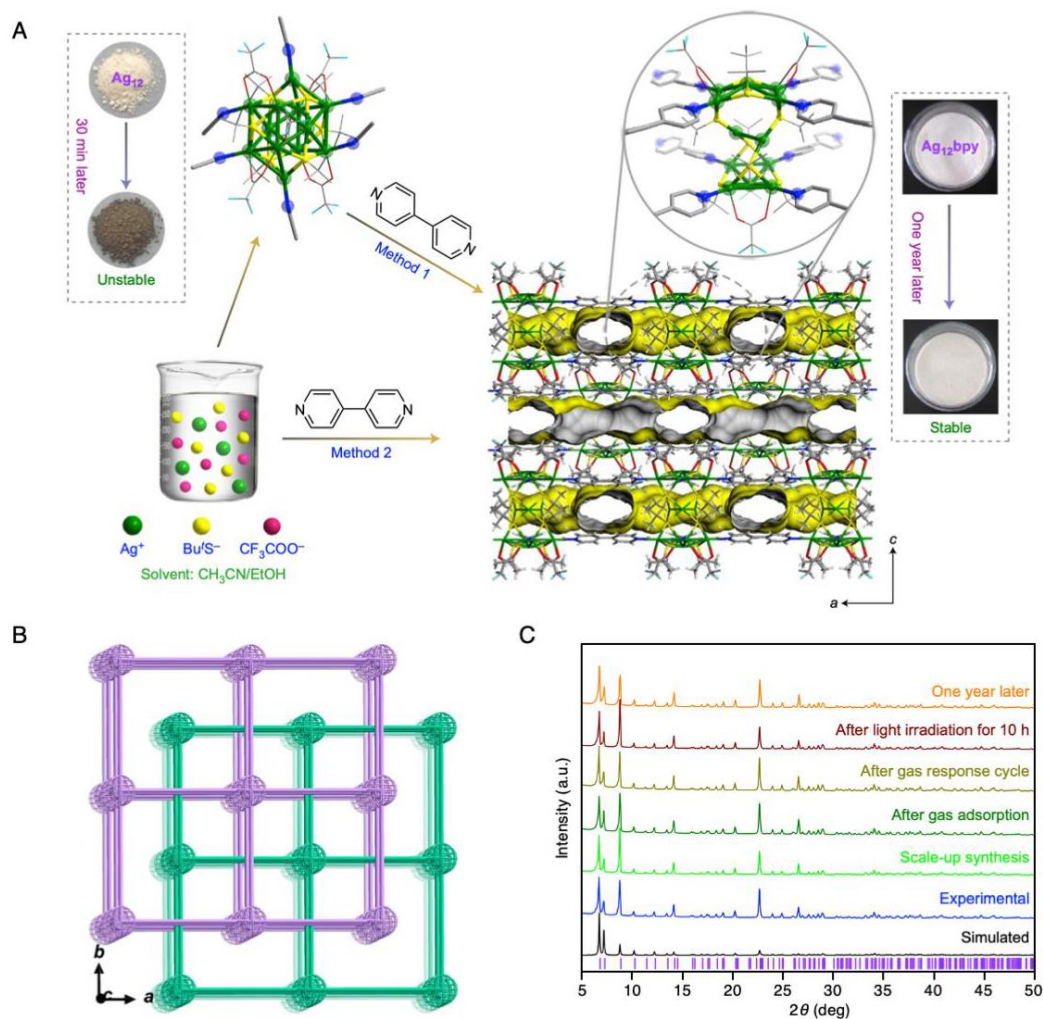 A
Ag12
30 min later
Unstable
N
N
Method 1
N
N
Method 2
Ag+
ButS−
CF3COO−
Solvent: CH3CN/EtOH
Ag12bpy
One year later
Stable
c
a
B
b
c
a
C
Intensity (a.u.)
One year later
After light irradiation for 10 h
After gas response cycle
After gas adsorption
Scale-up synthesis
Experimental
Simulated
5 10 15 20 25 30 35 40 45 50
2θ (deg)